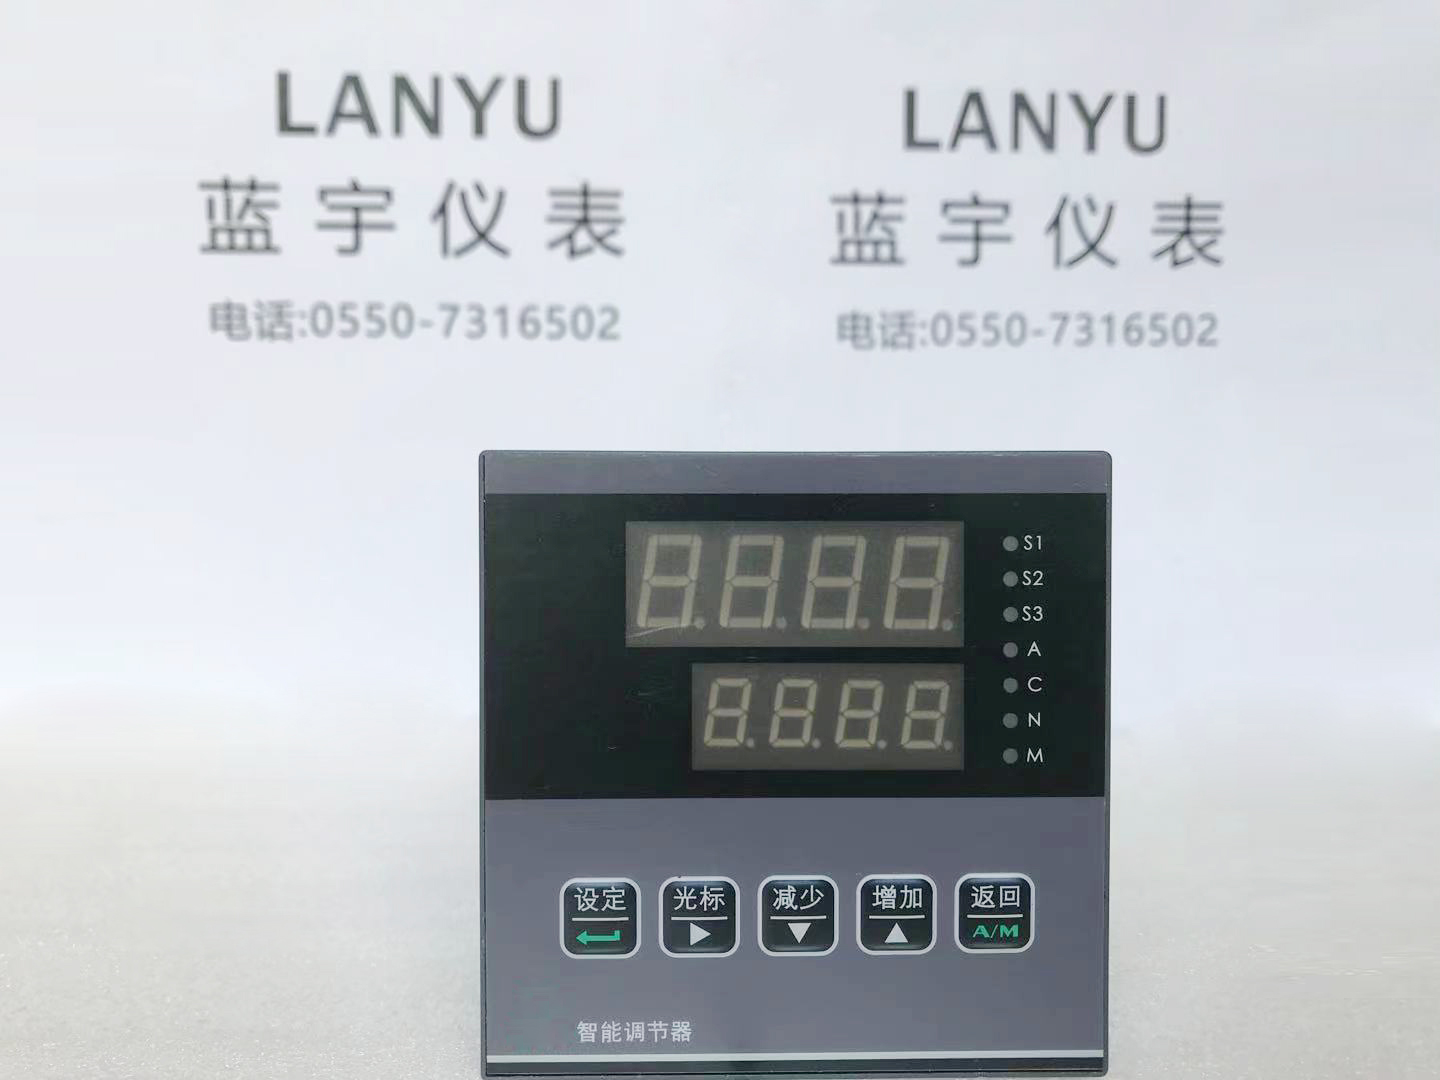 LANYU
蓝宇仪表
电话:0550-7316502
LANYU
蓝宇仪表
电话:0550-7316502
S1
S2
S3
A
C
N
M
设定
光标
减少
增加
返回
A/M
智能调节器